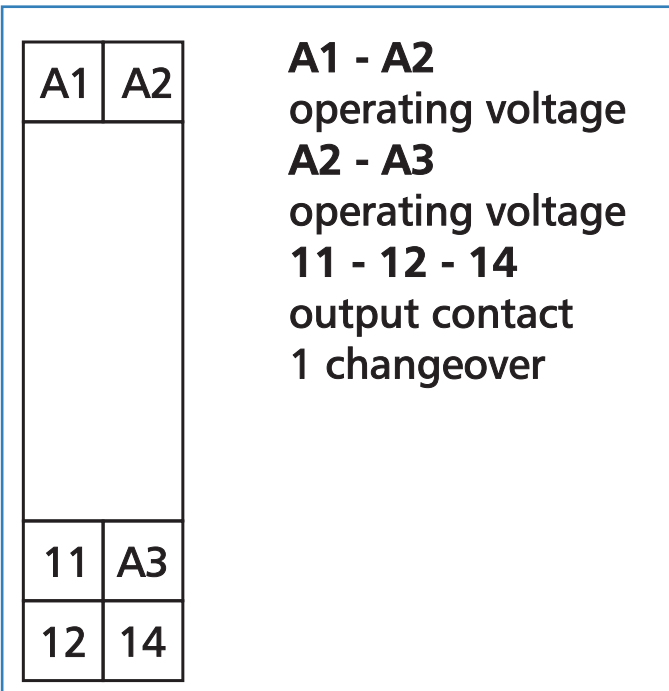 A1 A2
A1 - A2
operating voltage
A2 - A3
operating voltage
11 - 12 - 14
output contact
1 changeover
11 A3
12 14